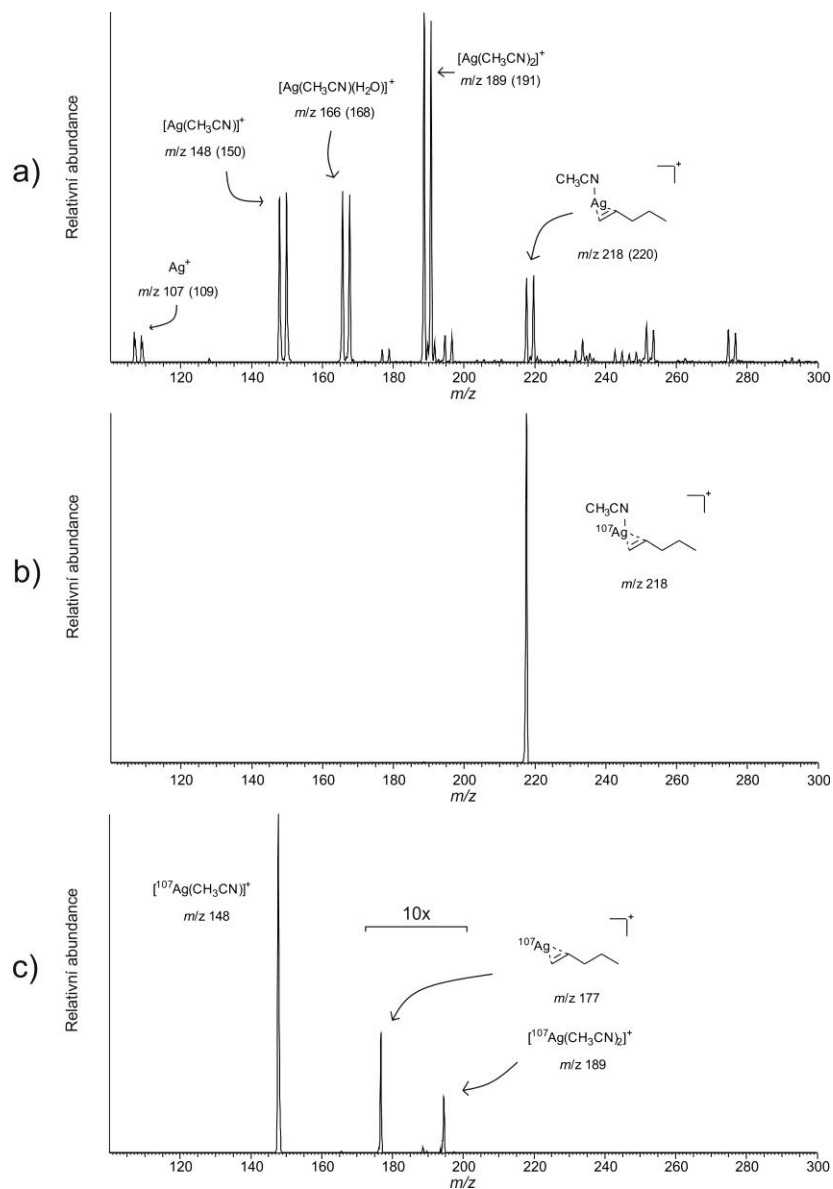 a)
Relativní abundance
Ag⁺
m/z 107 (109)
[Ag(CH₃CN)]⁺
m/z 148 (150)
[Ag(CH₃CN)(H₂O)]⁺
m/z 166 (168)
[Ag(CH₃CN)₂]⁺
m/z 189 (191)
CH₃CN
Ag
+
m/z 218 (220)
120 140 160 180 200 220 240 260 280 300
m/z
b)
Relativní abundance
CH₃CN
¹⁰⁷Ag
+
m/z 218
120 140 160 180 200 220 240 260 280 300
m/z
c)
Relativní abundance
[¹⁰⁷Ag(CH₃CN)]⁺
m/z 148
10x
¹⁰⁷Ag
+
m/z 177
[¹⁰⁷Ag(CH₃CN)₂]⁺
m/z 189
120 140 160 180 200 220 240 260 280 300
m/z